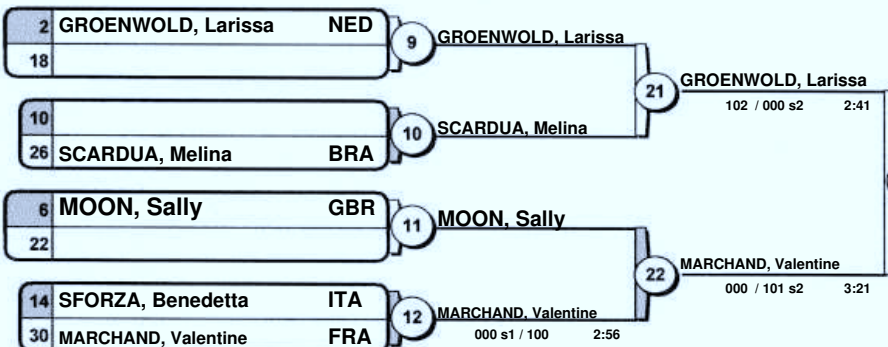 2 GROENWOLD, Larissa NED
18
9
GROENWOLD, Larissa
10
26 SCARDUA, Melina BRA
10
SCARDUA, Melina
21
GROENWOLD, Larissa
102 / 000 s2 2:41
6 MOON, Sally GBR
22
11
MOON, Sally
14 SFORZA, Benedetta ITA
30 MARCHAND, Valentine FRA
12
MARCHAND, Valentine
000 s1 / 100 2:56
22
MARCHAND, Valentine
000 / 101 s2 3:21